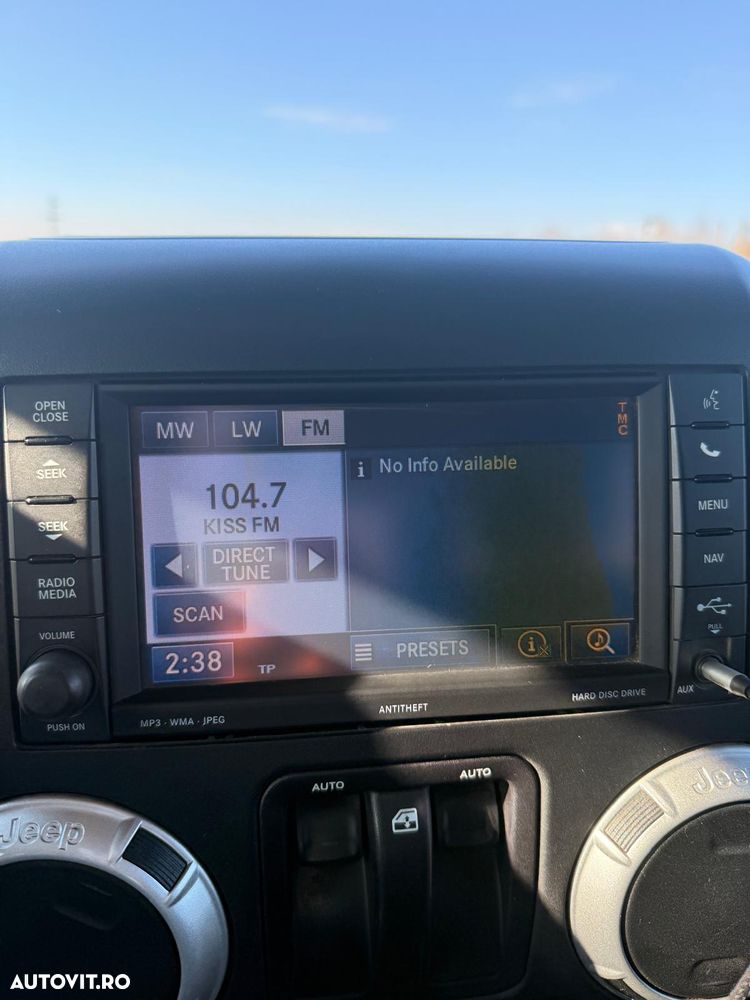 OPEN
CLOSE
SEEK
SEEK
RADIO
MEDIA
VOLUME
PUSH ON
MW LW FM
TMC
104.7
KISS FM
DIRECT
TUNE
SCAN
2:38 TP
i No Info Available
PRESETS
i
MENU
NAV
PULL
AUX
MP3 · WMA · JPEG
ANTITHEFT
HARD DISC DRIVE
AUTO AUTO
Jeep
Jeep
AUTOVIT.RO